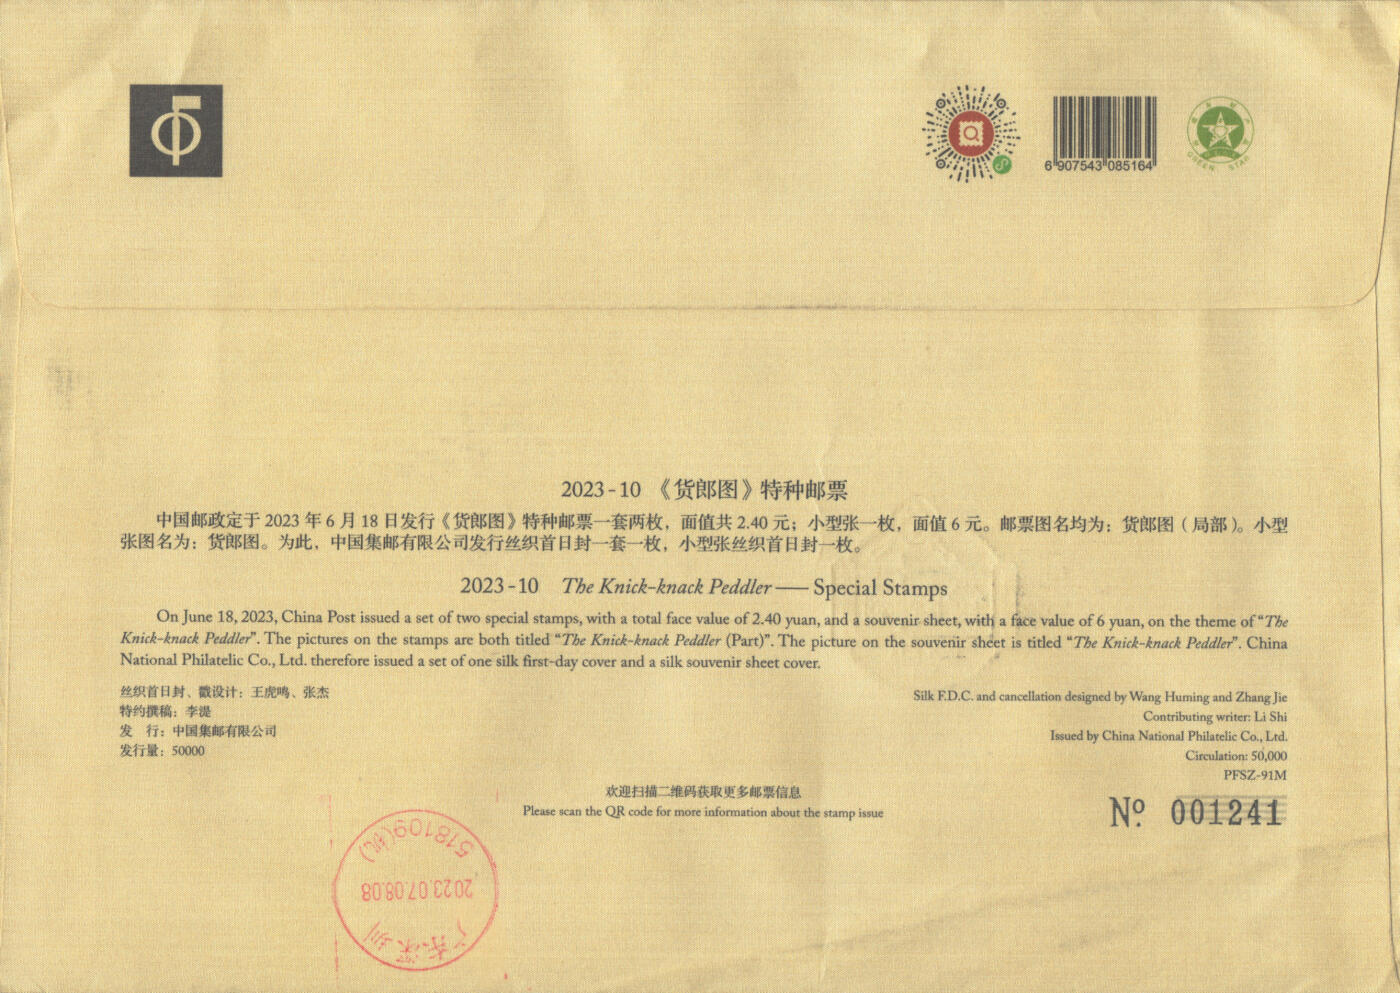 6 907543 085164
GREEN STAR
2023-10 《货郎图》特种邮票
中国邮政定于 2023 年 6 月 18 日发行《货郎图》特种邮票一套两枚，面值共 2.40 元；小型张一枚，面值 6 元。邮票图名均为：货郎图（局部）。小型
张图名为：货郎图。为此，中国集邮有限公司发行丝织首日封一套一枚，小型张丝织首日封一枚。
2023-10 The Knick-knack Peddler —— Special Stamps
On June 18, 2023, China Post issued a set of two special stamps, with a total face value of 2.40 yuan, and a souvenir sheet, with a face value of 6 yuan, on the theme of “The
Knick-knack Peddler”. The pictures on the stamps are both titled “The Knick-knack Peddler (Part)”. The picture on the souvenir sheet is titled “The Knick-knack Peddler”. China
National Philatelic Co., Ltd. therefore issued a set of one silk first-day cover and a silk souvenir sheet cover.
丝织首日封、戳设计：王虎鸣、张杰
特约撰稿：李湜
发 行：中国集邮有限公司
发行量：50000
Silk F.D.C. and cancellation designed by Wang Huming and Zhang Jie
Contributing writer: Li Shi
Issued by China National Philatelic Co., Ltd.
Circulation: 50,000
PFSZ-91M
№ 001241
欢迎扫描二维码获取更多邮票信息
Please scan the QR code for more information about the stamp issue
广东深圳
2023.07.08.08
518109(机)